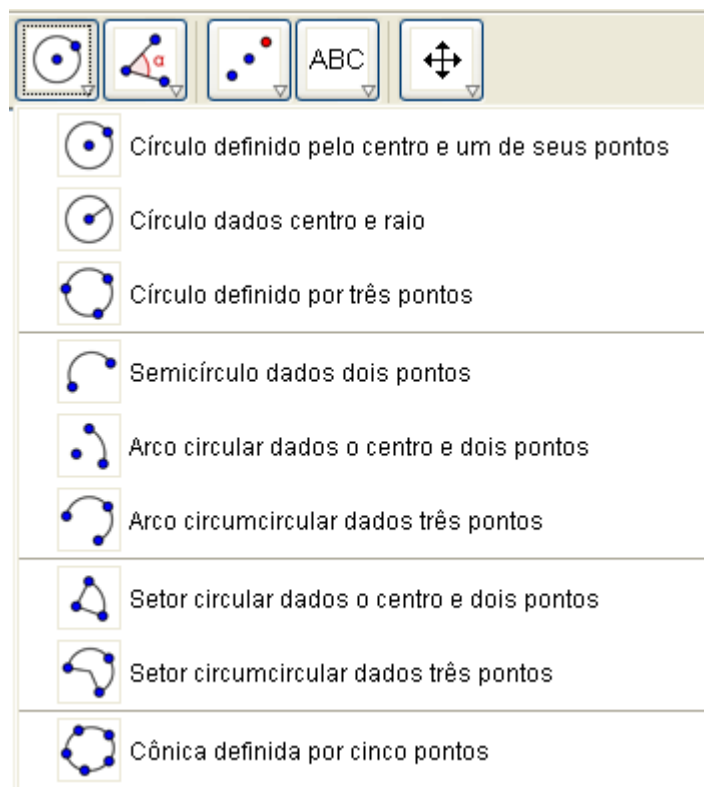 α ABC
Círculo definido pelo centro e um de seus pontos
Círculo dados centro e raio
Círculo definido por três pontos
Semicírculo dados dois pontos
Arco circular dados o centro e dois pontos
Arco circumcircular dados três pontos
Setor circular dados o centro e dois pontos
Setor circumcircular dados três pontos
Cônica definida por cinco pontos